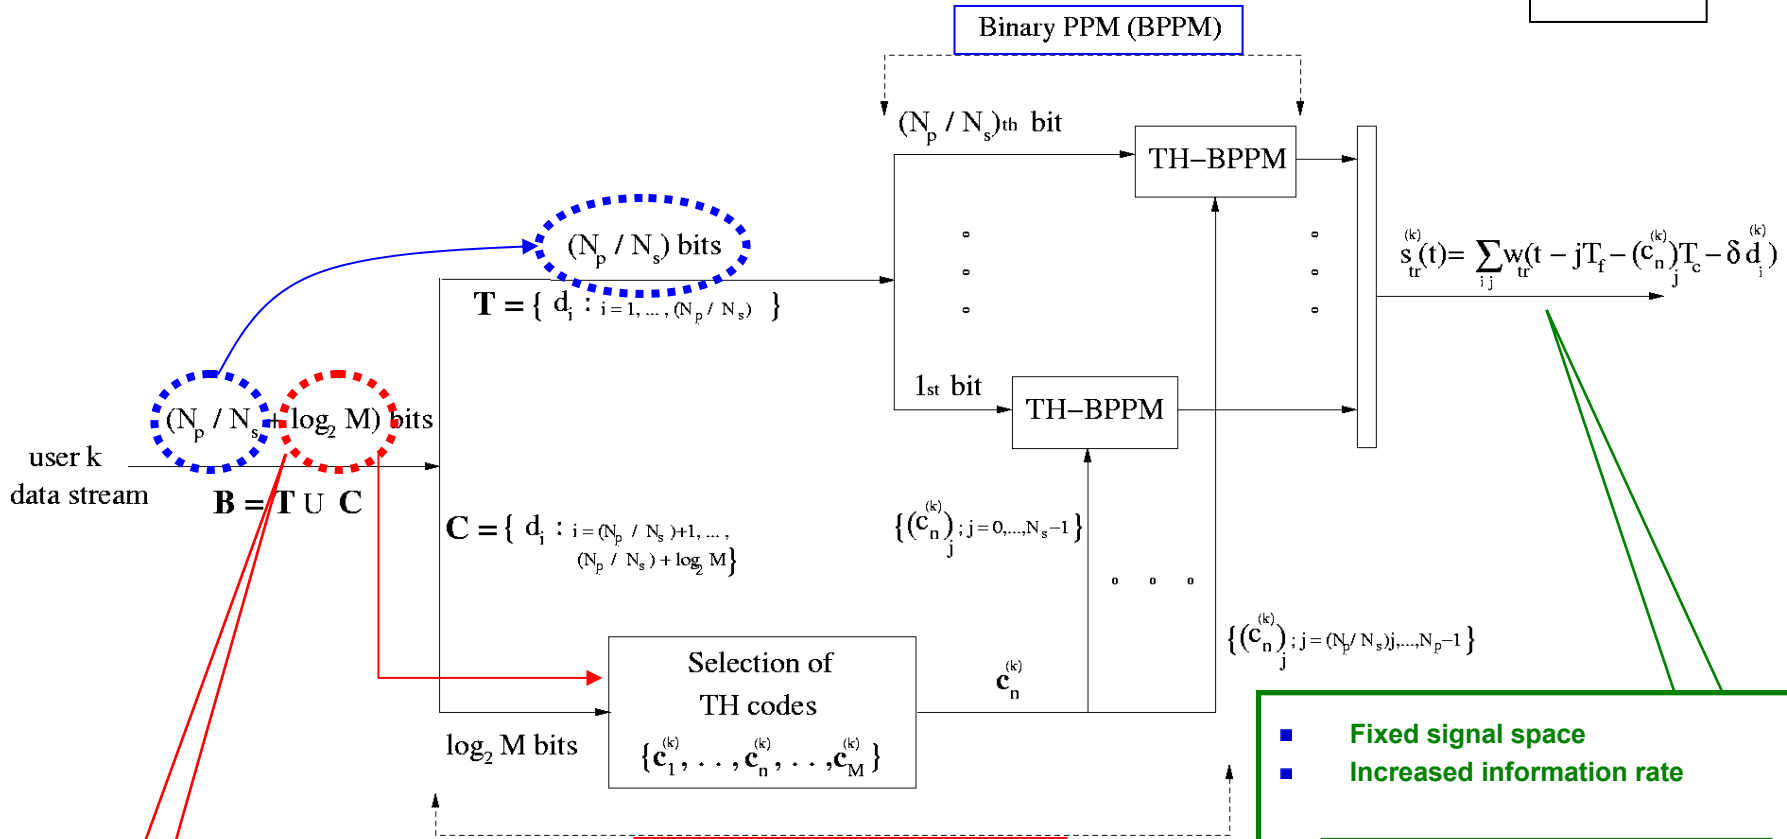 Binary PPM (BPPM)
(N_p / N_s)th bit
TH–BPPM
(N_p / N_s) bits
s_tr^(k)(t) = ∑_ij w_tr(t – jT_f – (c_n^(k))_j T_c – δ d_i^(k))
T = { d_i : i = 1, ... , (N_p / N_s) }
1st bit
TH–BPPM
(N_p / N_s + log_2 M) bits
user k
data stream
B = T U C
C = { d_i : i = (N_p / N_s)+1, ... ,
(N_p / N_s) + log_2 M}
{(c_n^(k))_j ; j = 0,...,N_s–1}
{(c_n^(k))_j ; j = (N_p/N_s)j,...,N_p–1}
Selection of
TH codes
{c_1^(k), . . , c_n^(k), . . ,c_M^(k)}
c_n^(k)
log_2 M bits
Fixed signal space
Increased information rate